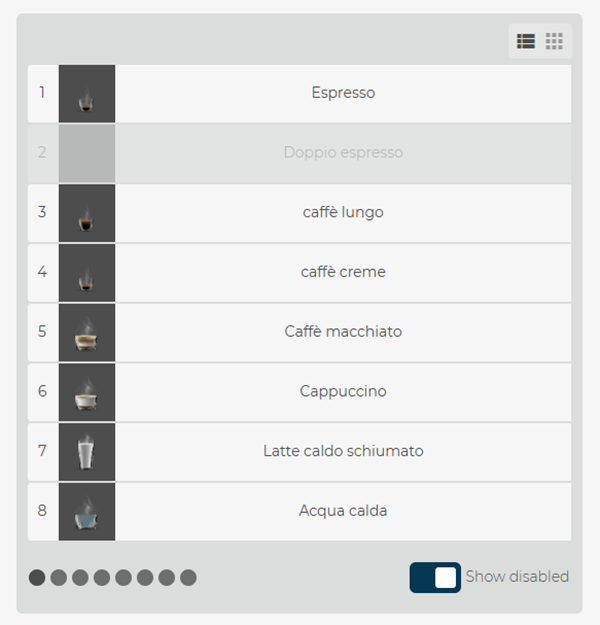 1 Espresso
2 Doppio espresso
3 caffè lungo
4 caffè creme
5 Caffè macchiato
6 Cappuccino
7 Latte caldo schiumato
8 Acqua calda
Show disabled